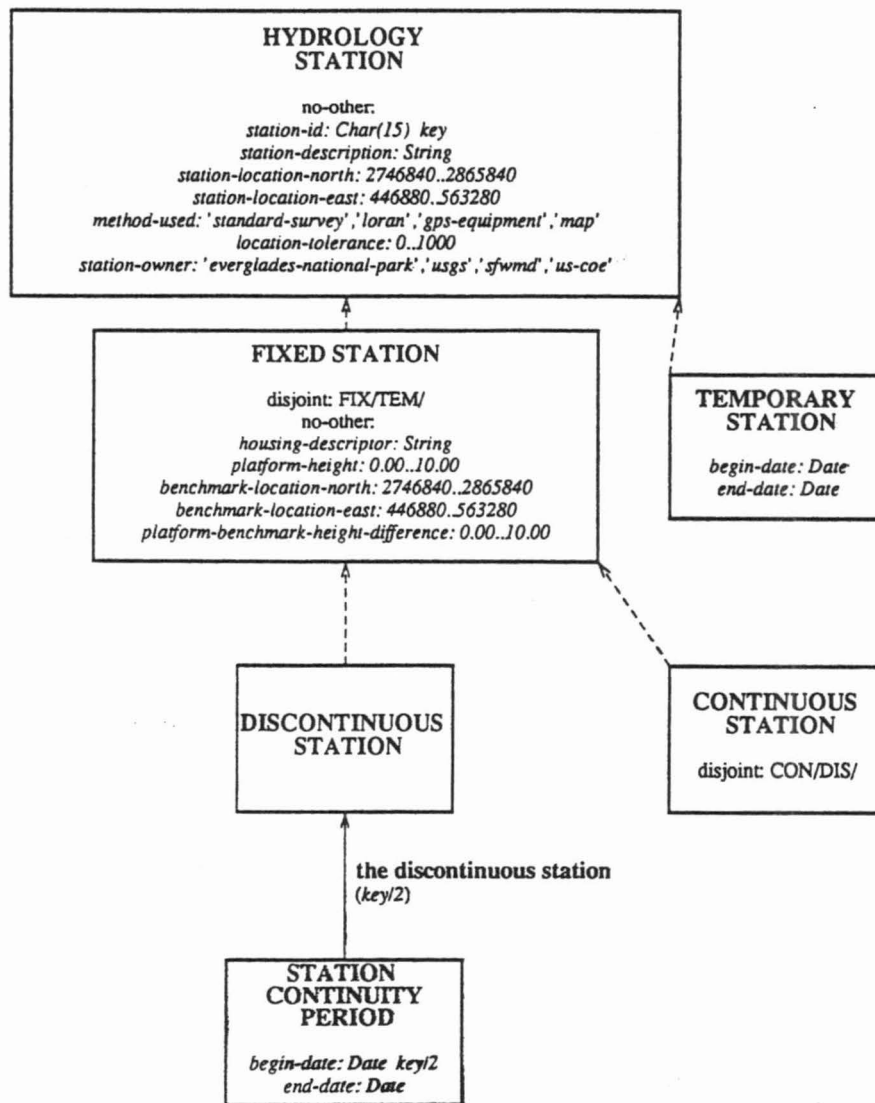 HYDROLOGY
STATION
no-other:
station-id: Char(15) key
station-description: String
station-location-north: 2746840..2865840
station-location-east: 446880..563280
method-used: 'standard-survey','loran','gps-equipment','map'
location-tolerance: 0..1000
station-owner: 'everglades-national-park','usgs','sfwmd','us-coe'
FIXED STATION
disjoint: FIX/TEM/
no-other:
housing-descriptor: String
platform-height: 0.00..10.00
benchmark-location-north: 2746840..2865840
benchmark-location-east: 446880..563280
platform-benchmark-height-difference: 0.00..10.00
TEMPORARY
STATION
begin-date: Date
end-date: Date
DISCONTINUOUS
STATION
CONTINUOUS
STATION
disjoint: CON/DIS/
the discontinuous station
(key/2)
STATION
CONTINUITY
PERIOD
begin-date: Date key/2
end-date: Date